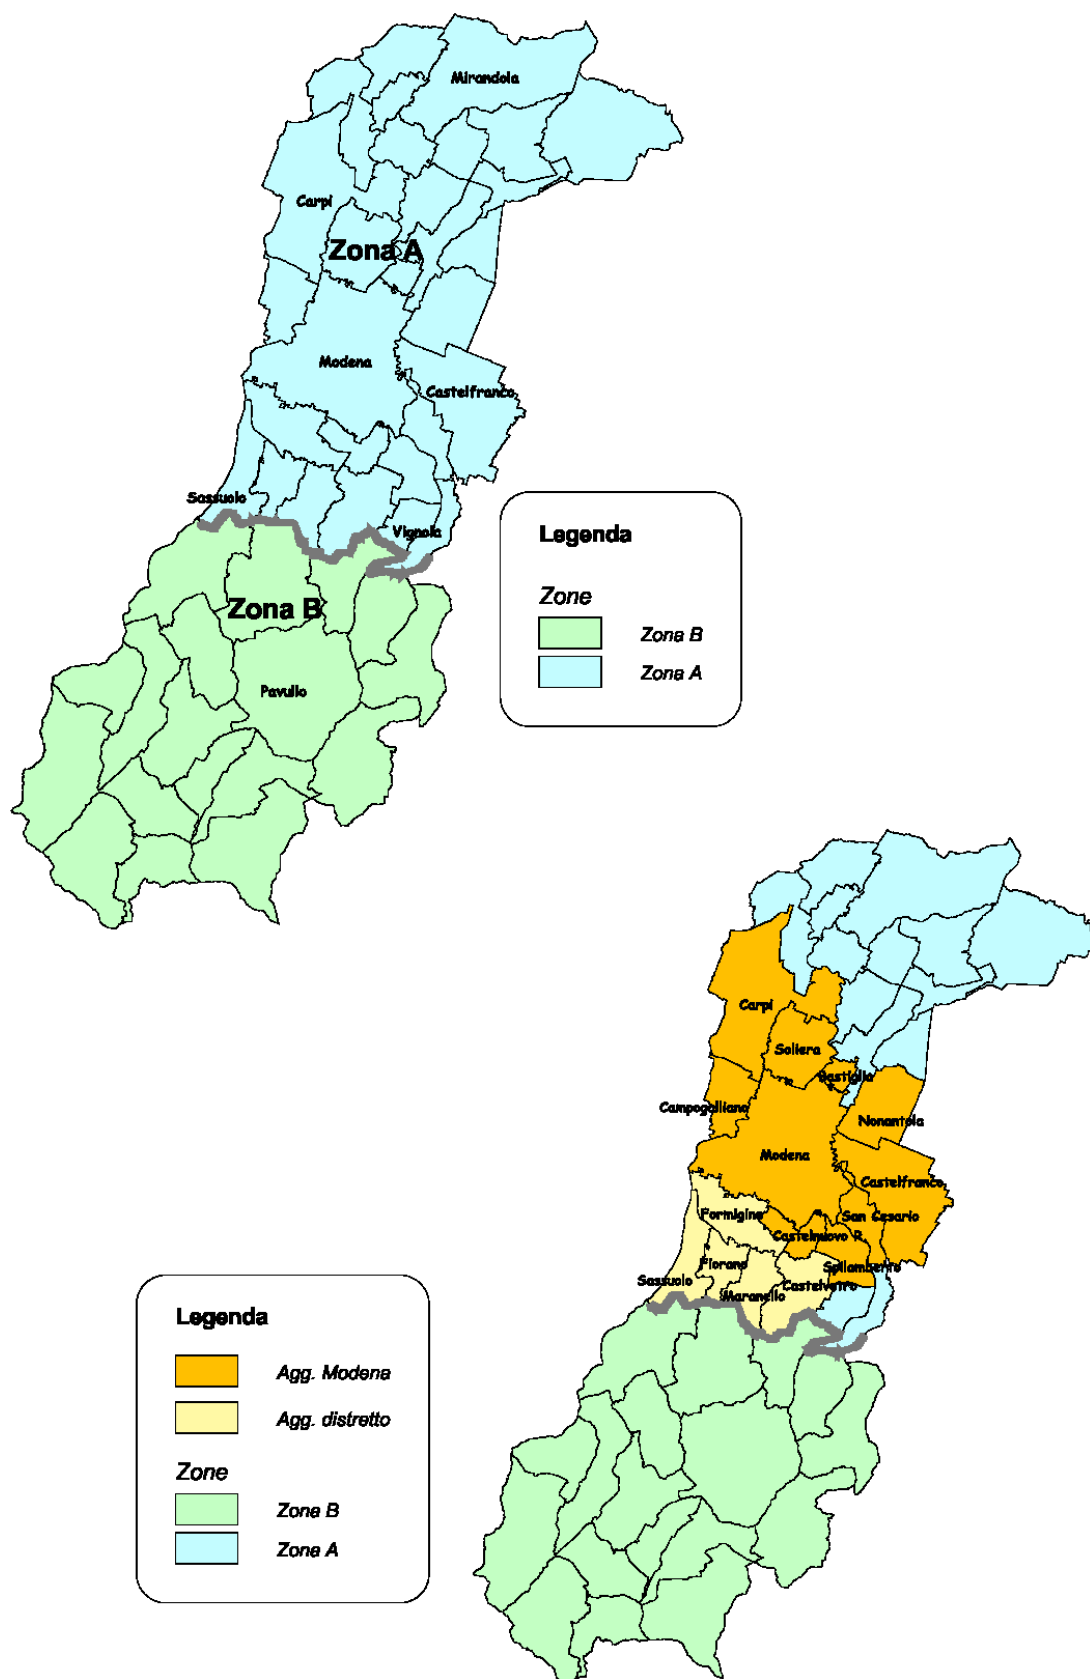 Mirandola
Carpi
Zona A
Modena
Castelfranco
Sassuolo
Vignola
Zona B
Pavullo
Legenda
Zone
Zona B
Zona A
Carpi
Soliera
Bastiglia
Campogalliano
Nonantola
Modena
Castelfranco
Formigine
San Cesario
Castelnuovo R.
Fiorano
Spilamberto
Sassuolo
Castelvetro
Maranello
Legenda
Agg. Modena
Agg. distretto
Zone
Zona B
Zona A